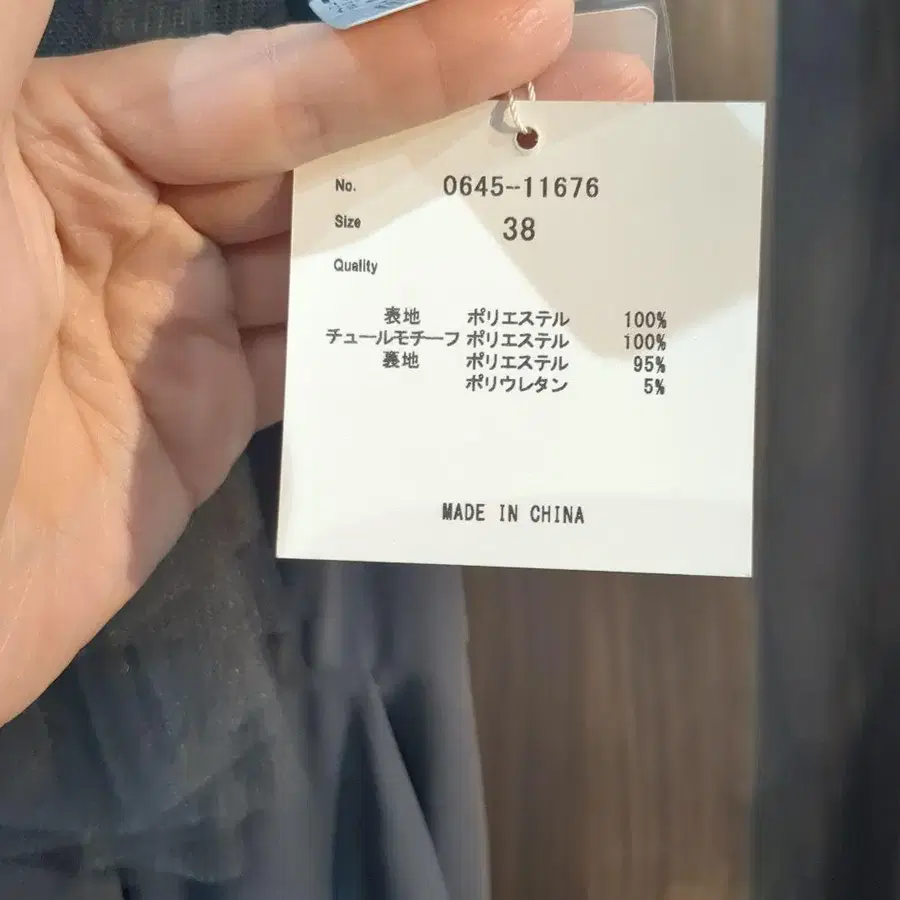 No. 0645--11676
Size 38
Quality
表地 ポリエステル 100%
チュールモチーフ ポリエステル 100%
裏地 ポリエステル 95%
ポリウレタン 5%
MADE IN CHINA